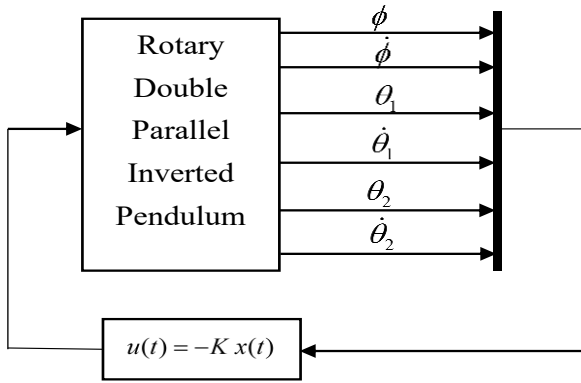 Rotary
Double
Parallel
Inverted
Pendulum
ϕ
ϕ̇
θ₁
θ̇₁
θ₂
θ̇₂
u(t) = −K x(t)